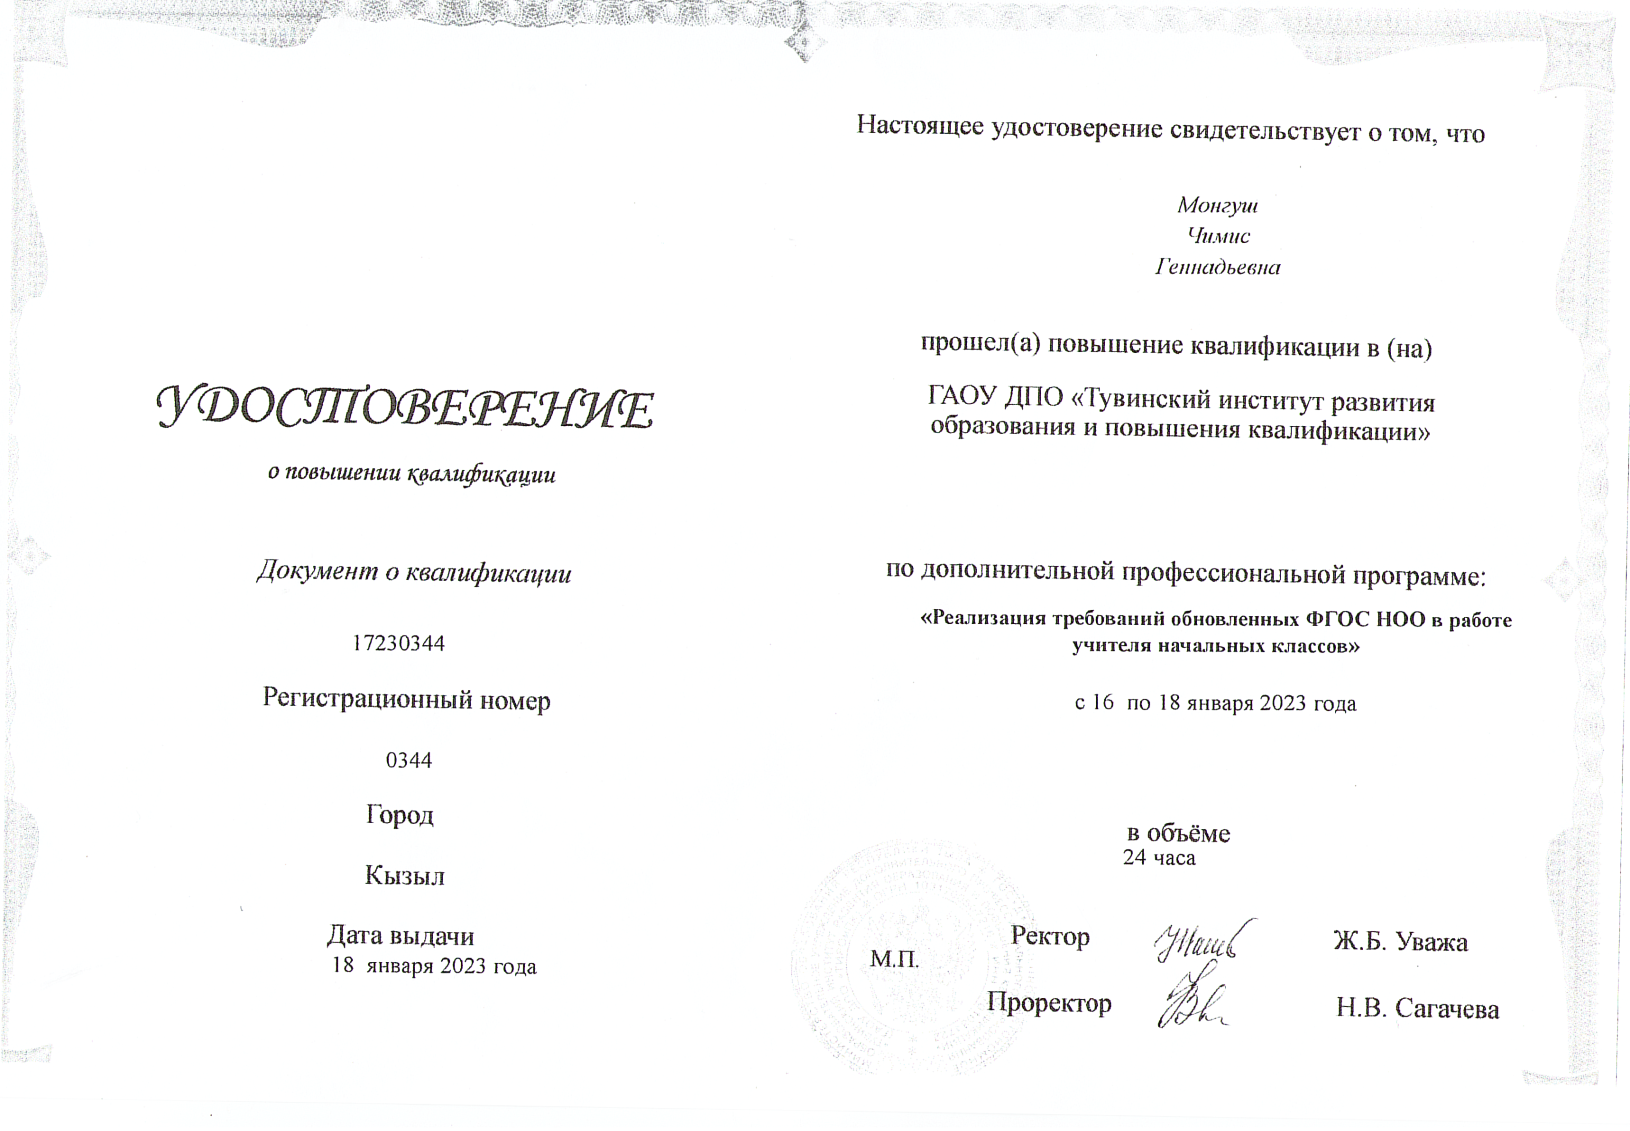 УДОСТОВЕРЕНИЕ
о повышении квалификации
Документ о квалификации
17230344
Регистрационный номер
0344
Город
Кызыл
Дата выдачи
18 января 2023 года
Настоящее удостоверение свидетельствует о том, что
Монгуш
Чимис
Геннадьевна
прошел(а) повышение квалификации в (на)
ГАОУ ДПО «Тувинский институт развития
образования и повышения квалификации»
по дополнительной профессиональной программе:
«Реализация требований обновленных ФГОС НОО в работе
учителя начальных классов»
с 16 по 18 января 2023 года
в объёме
24 часа
М.П.
Ректор Ж.Б. Уважа
Проректор Н.В. Сагачева